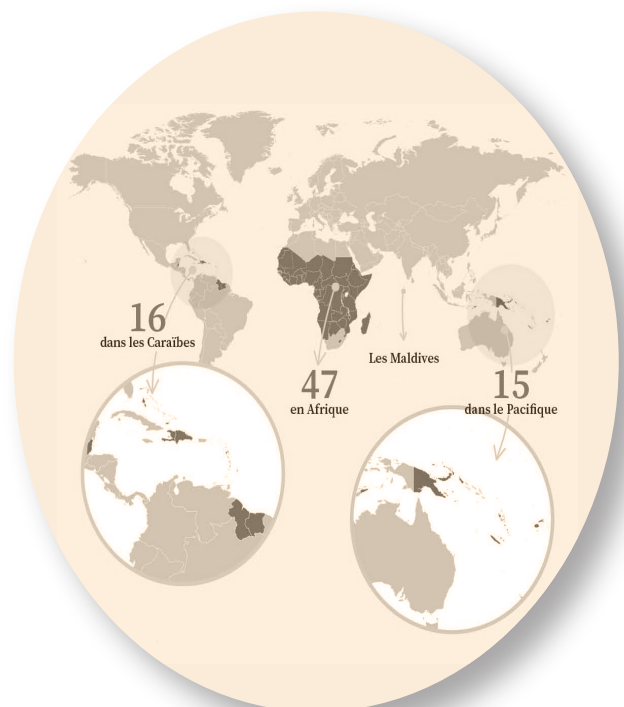 16
dans les Caraïbes
Les Maldives
47
en Afrique
15
dans le Pacifique